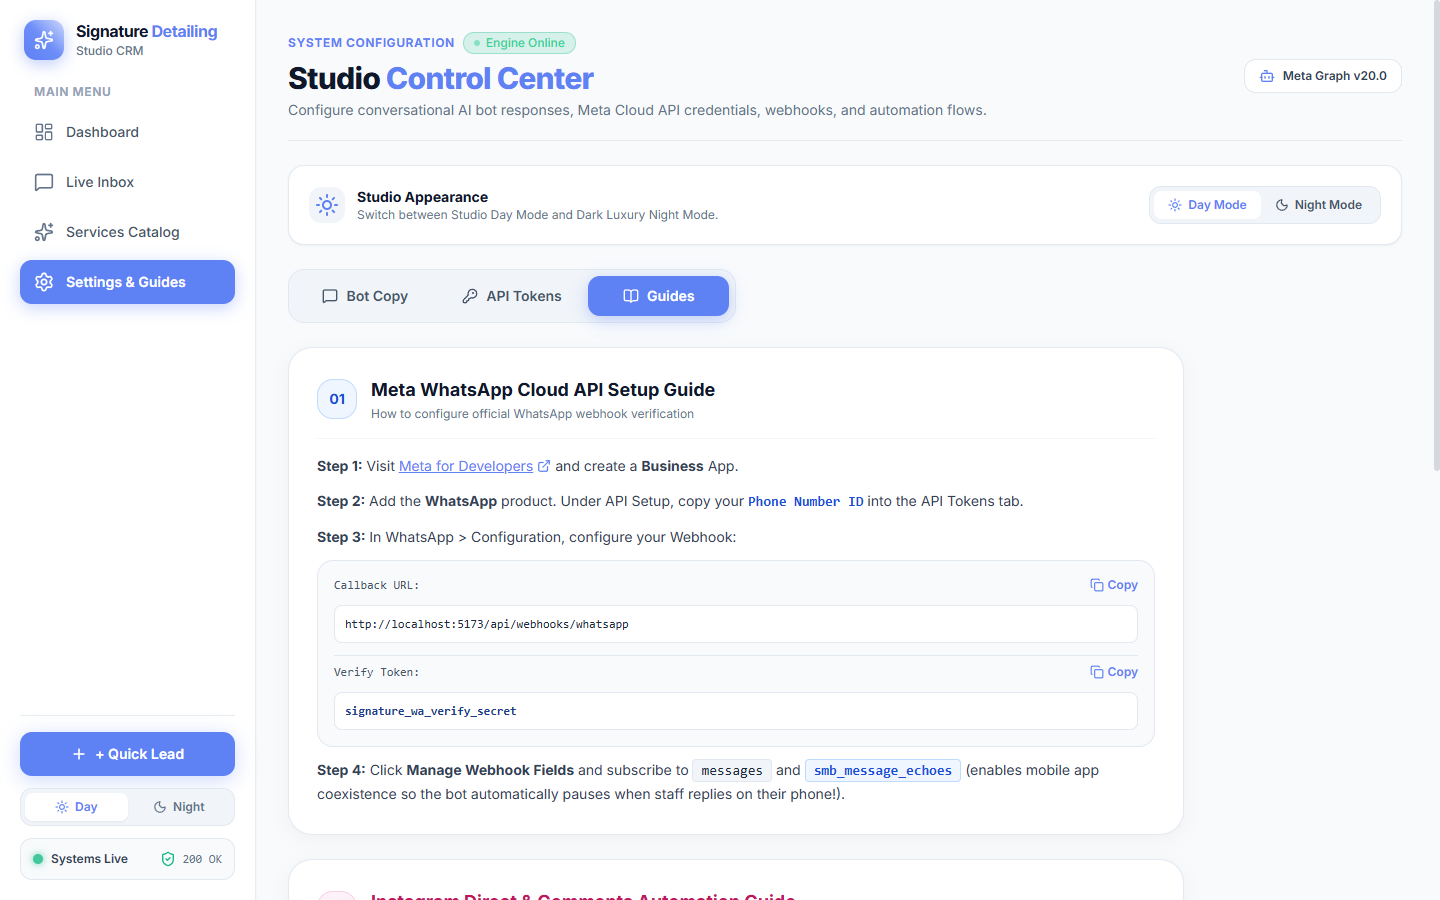 Signature Detailing
Studio CRM
MAIN MENU
Dashboard
Live Inbox
Services Catalog
Settings & Guides
+ Quick Lead
Day
Night
Systems Live
200 OK
SYSTEM CONFIGURATION
Engine Online
Studio Control Center
Configure conversational AI bot responses, Meta Cloud API credentials, webhooks, and automation flows.
Meta Graph v20.0
Studio Appearance
Switch between Studio Day Mode and Dark Luxury Night Mode.
Day Mode
Night Mode
Bot Copy
API Tokens
Guides
01
Meta WhatsApp Cloud API Setup Guide
How to configure official WhatsApp webhook verification
Step 1: Visit Meta for Developers and create a Business App.
Step 2: Add the WhatsApp product. Under API Setup, copy your Phone Number ID into the API Tokens tab.
Step 3: In WhatsApp > Configuration, configure your Webhook:
Callback URL:
Copy
http://localhost:5173/api/webhooks/whatsapp
Verify Token:
Copy
signature_wa_verify_secret
Step 4: Click Manage Webhook Fields and subscribe to messages and smb_message_echoes (enables mobile app
coexistence so the bot automatically pauses when staff replies on their phone!).
Instagram Direct & Comments Automation Guide